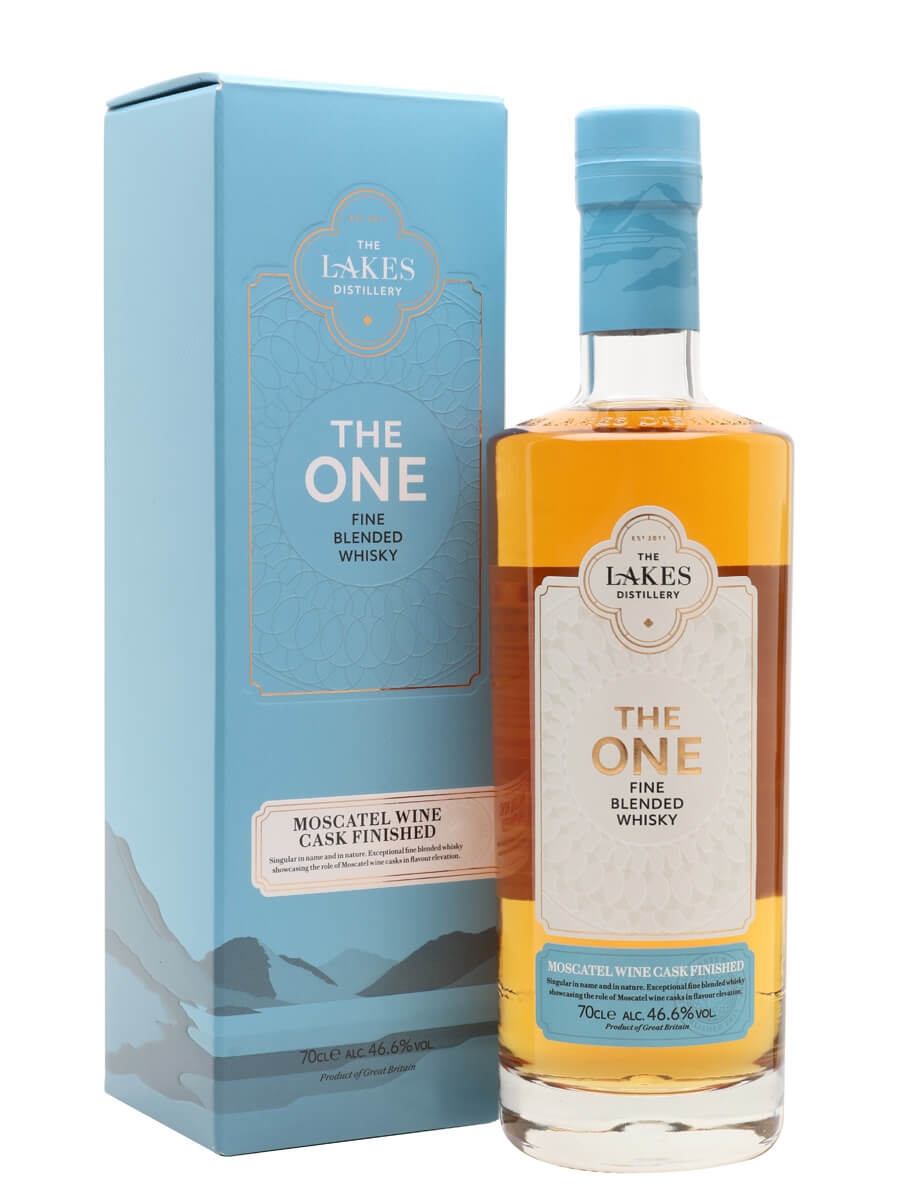 EST 2011
THE
LAKES
DISTILLERY
THE
ONE
FINE
BLENDED
WHISKY
MOSCATEL WINE
CASK FINISHED
Singular in name and in nature. Exceptional fine blended whisky
showcasing the role of Moscatel wine casks in flavour elevation.
70CLe ALC. 46.6% VOL.
Product of Great Britain
EST 2011
THE
LAKES
DISTILLERY
THE
ONE
FINE
BLENDED
WHISKY
MOSCATEL WINE CASK FINISHED
Singular in name and in nature. Exceptional fine blended whisky
showcasing the role of Moscatel wine casks in flavour elevation.
70CLe ALC. 46.6% VOL.
Product of Great Britain